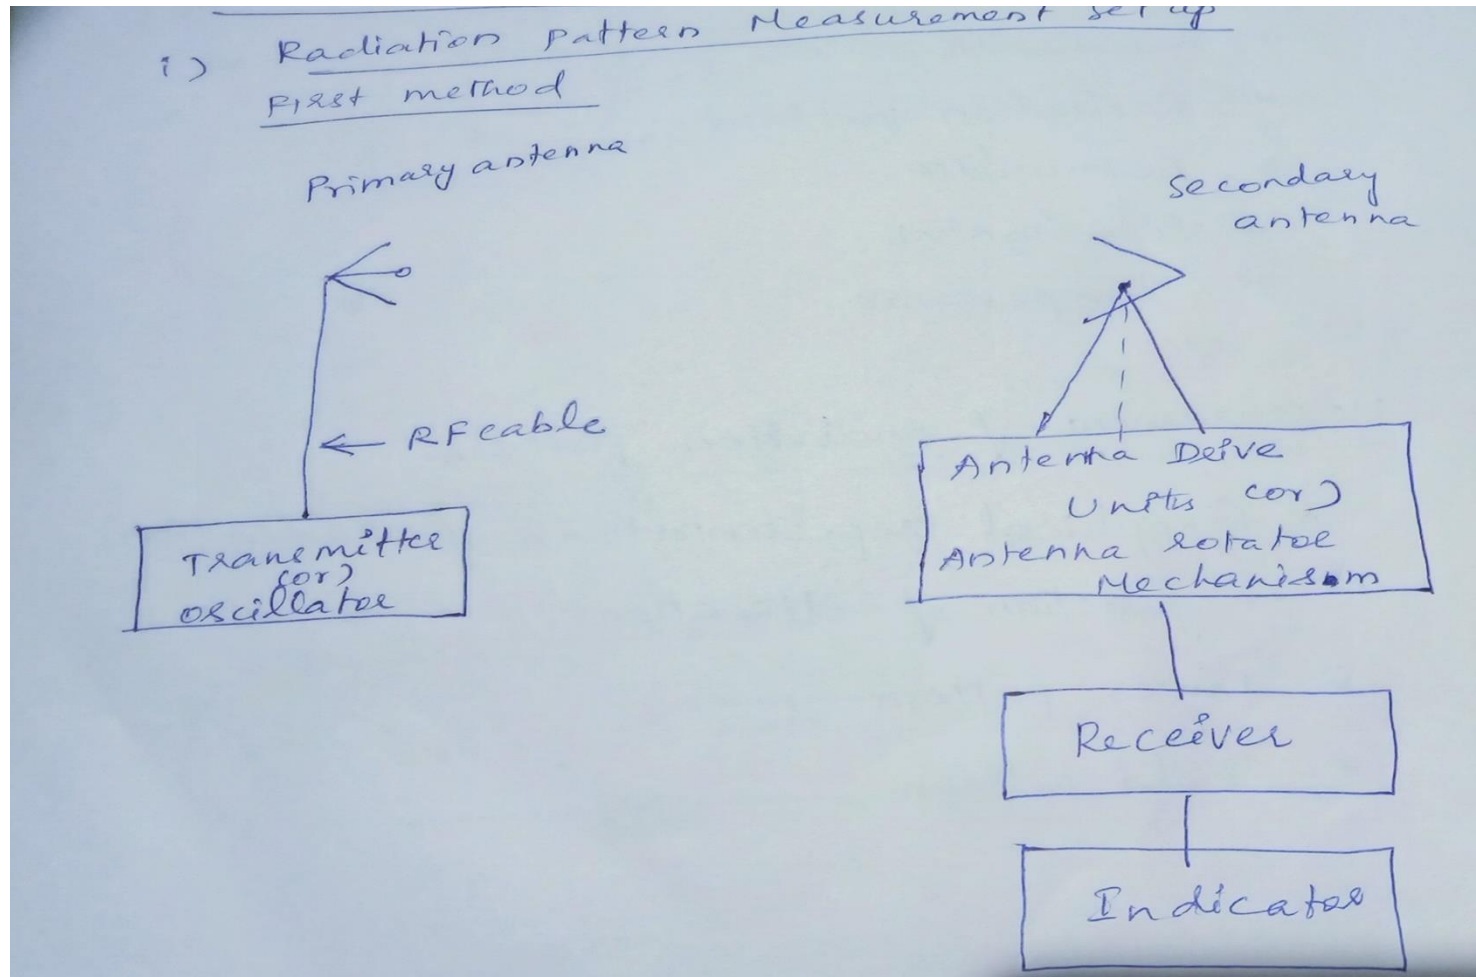 i) Radiation pattern Measurement set up
First method
Primary antenna
Secondary
antenna
RF cable
Transmitter
(or)
oscillator
Antenna Drive
Units (or)
Antenna rotator
Mechanism
Receiver
Indicator